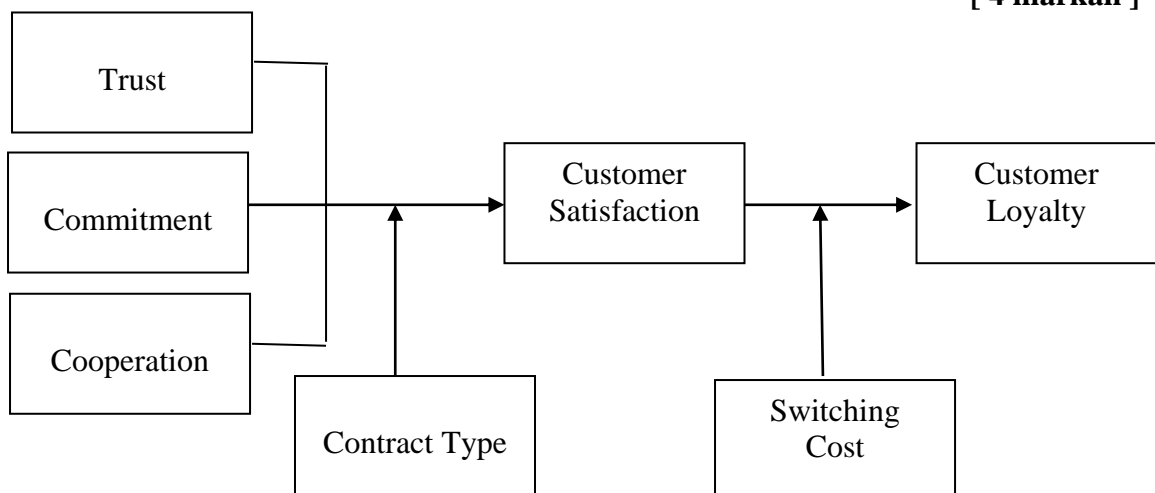 [ 4 markah ]
Trust
Commitment
Cooperation
Contract Type
Customer
Satisfaction
Switching
Cost
Customer
Loyalty